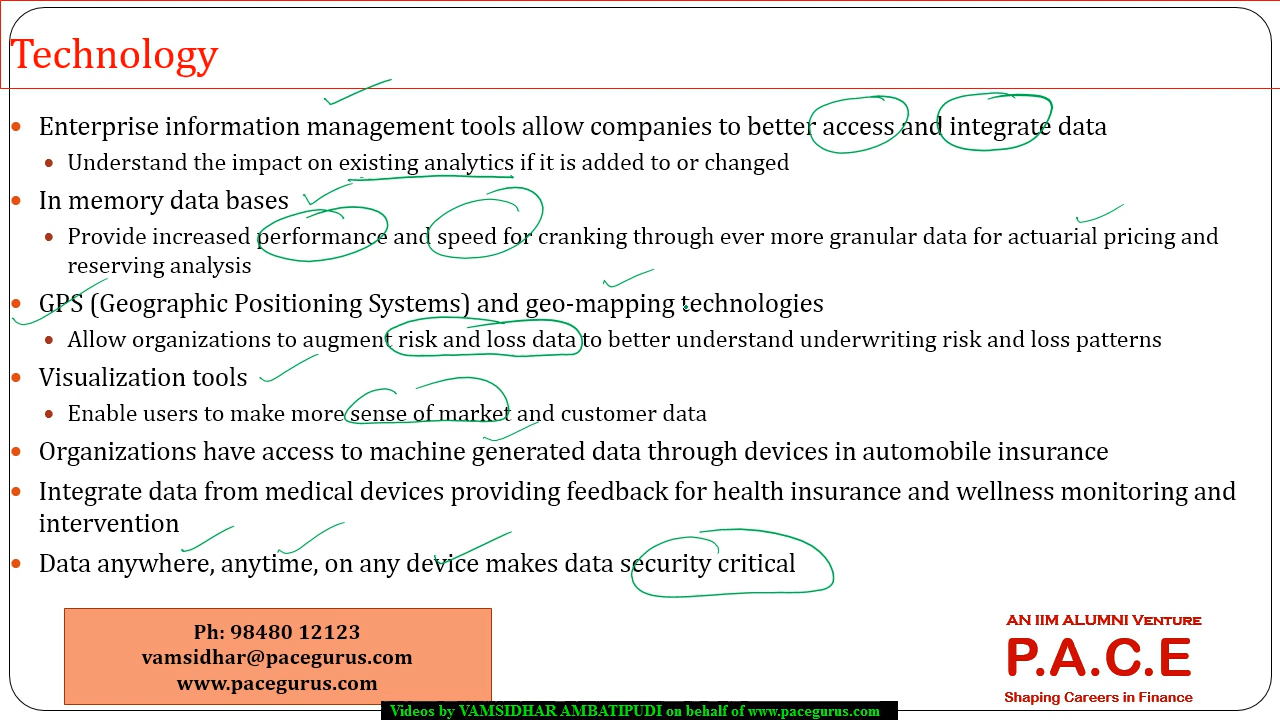 Technology
• Enterprise information management tools allow companies to better access and integrate data
• Understand the impact on existing analytics if it is added to or changed
• In memory data bases
• Provide increased performance and speed for cranking through ever more granular data for actuarial pricing and
reserving analysis
• GPS (Geographic Positioning Systems) and geo-mapping technologies
• Allow organizations to augment risk and loss data to better understand underwriting risk and loss patterns
• Visualization tools
• Enable users to make more sense of market and customer data
• Organizations have access to machine generated data through devices in automobile insurance
• Integrate data from medical devices providing feedback for health insurance and wellness monitoring and
intervention
• Data anywhere, anytime, on any device makes data security critical
Ph: 98480 12123
vamsidhar@pacegurus.com
www.pacegurus.com
AN IIM ALUMNI VENTURE
P.A.C.E
Shaping Careers in Finance
Videos by VAMSIDHAR AMBATIPUDI on behalf of www.pacegurus.com